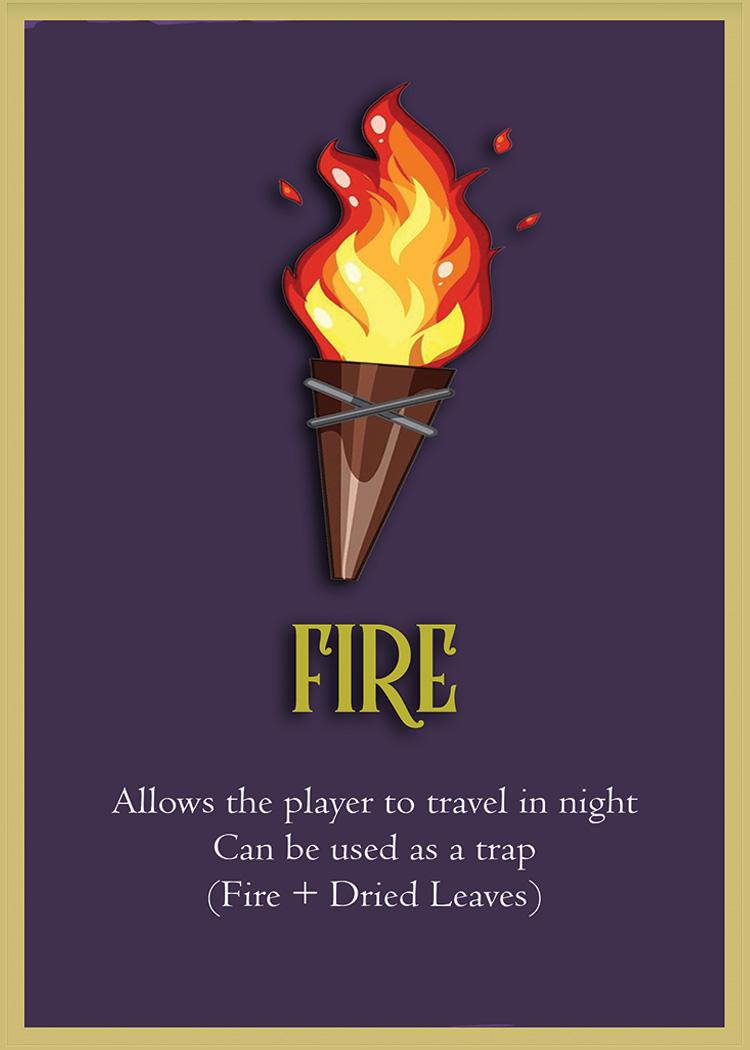 FIRE
Allows the player to travel in night
Can be used as a trap
(Fire + Dried Leaves)